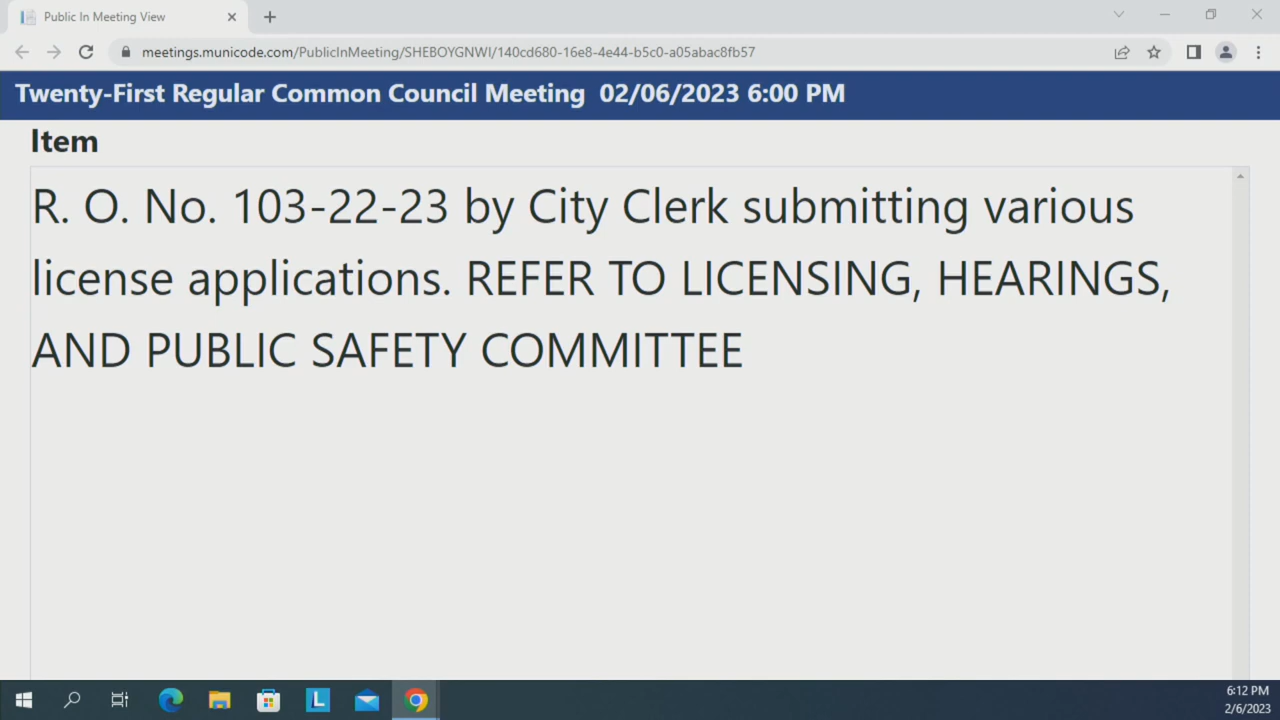 Public In Meeting View
meetings.municode.com/PublicInMeeting/SHEBOYGNWI/140cd680-16e8-4e44-b5c0-a05abac8fb57
Twenty-First Regular Common Council Meeting 02/06/2023 6:00 PM
Item
R. O. No. 103-22-23 by City Clerk submitting various
license applications. REFER TO LICENSING, HEARINGS,
AND PUBLIC SAFETY COMMITTEE
L
6:12 PM
2/6/2023